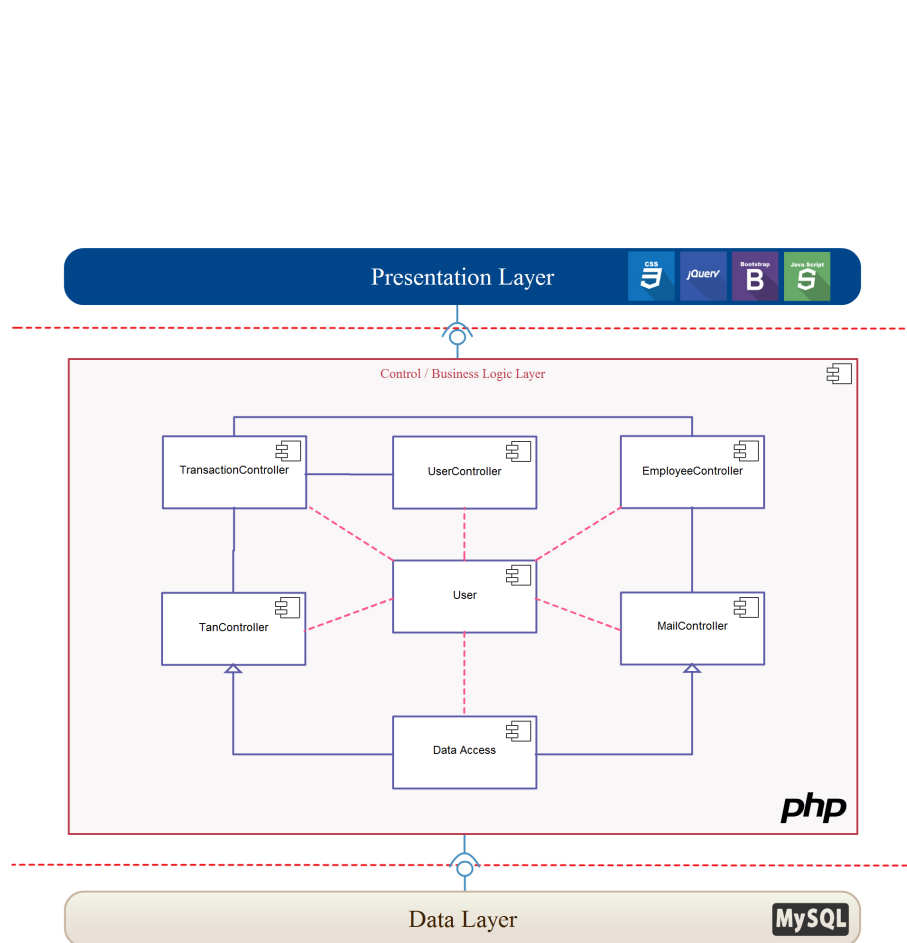 Presentation Layer
CSS
jQuery
Bootstrap
B
Java Script
S
Control / Business Logic Layer
TransactionController
UserController
EmployeeController
User
TanController
MailController
Data Access
php
Data Layer
MySQL